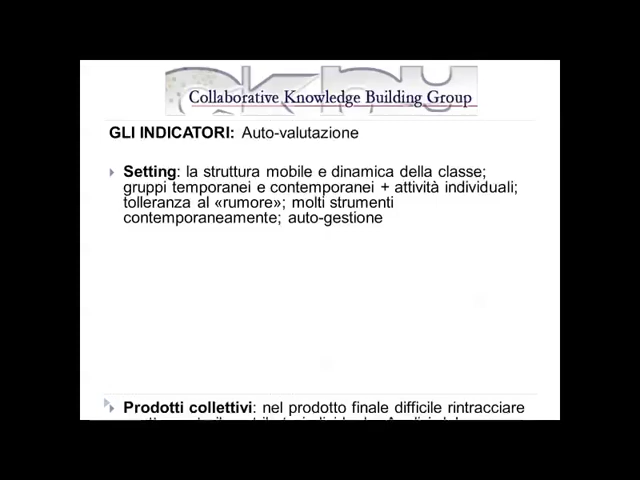 Collaborative Knowledge Building Group
GLI INDICATORI: Auto-valutazione
Setting: la struttura mobile e dinamica della classe;
gruppi temporanei e contemporanei + attività individuali;
tolleranza al «rumore»; molti strumenti
contemporaneamente; auto-gestione
Prodotti collettivi: nel prodotto finale difficile rintracciare